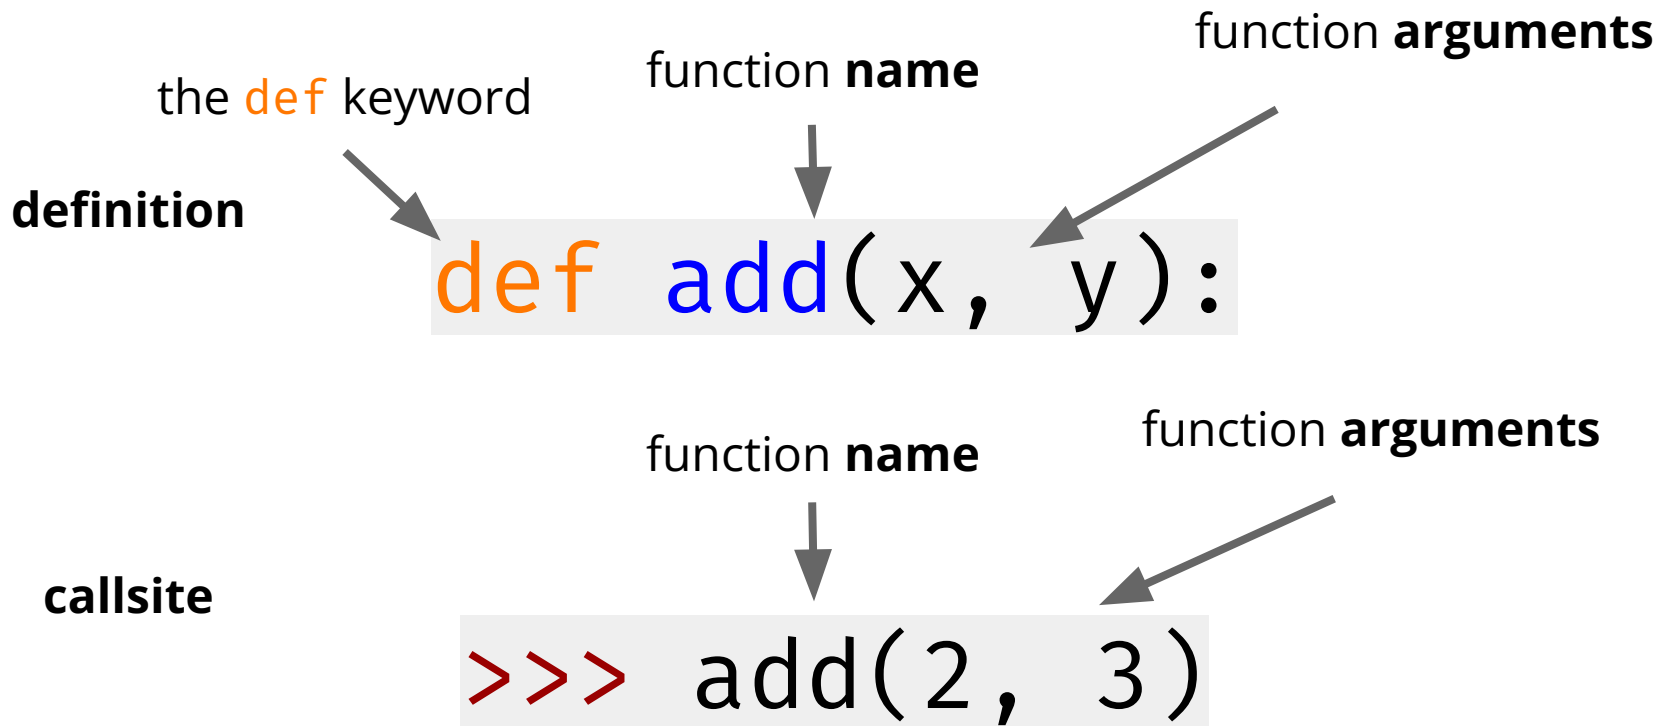 function arguments
function name
the def keyword
definition
def add(x, y):
function arguments
function name
callsite
>>> add(2, 3)